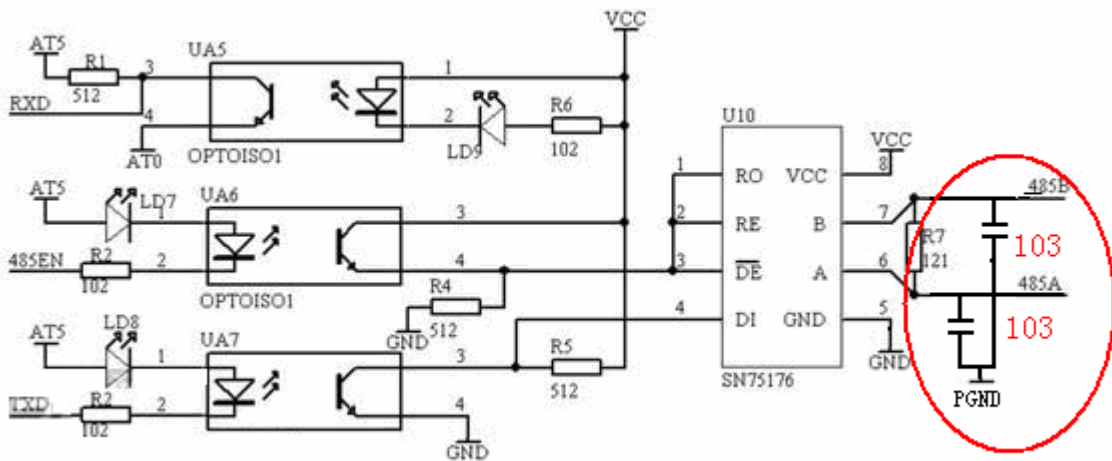 VCC
AT5
R1
3
UA5
1
512
RXD
4
2
R6
LD9
102
AT0
OPTOISO1
U10
VCC
1
RO
VCC
8
AT5
LD7
1
UA6
3
2
RE
B
7
485B
103
R7
121
485EN
R2
2
4
3
DE
A
6
485A
102
OPTOISO1
R4
512
GND
4
DI
GND
5
GND
103
AT5
LD8
1
UA7
3
R5
512
SN75176
PGND
TXD
R2
2
102
4
GND